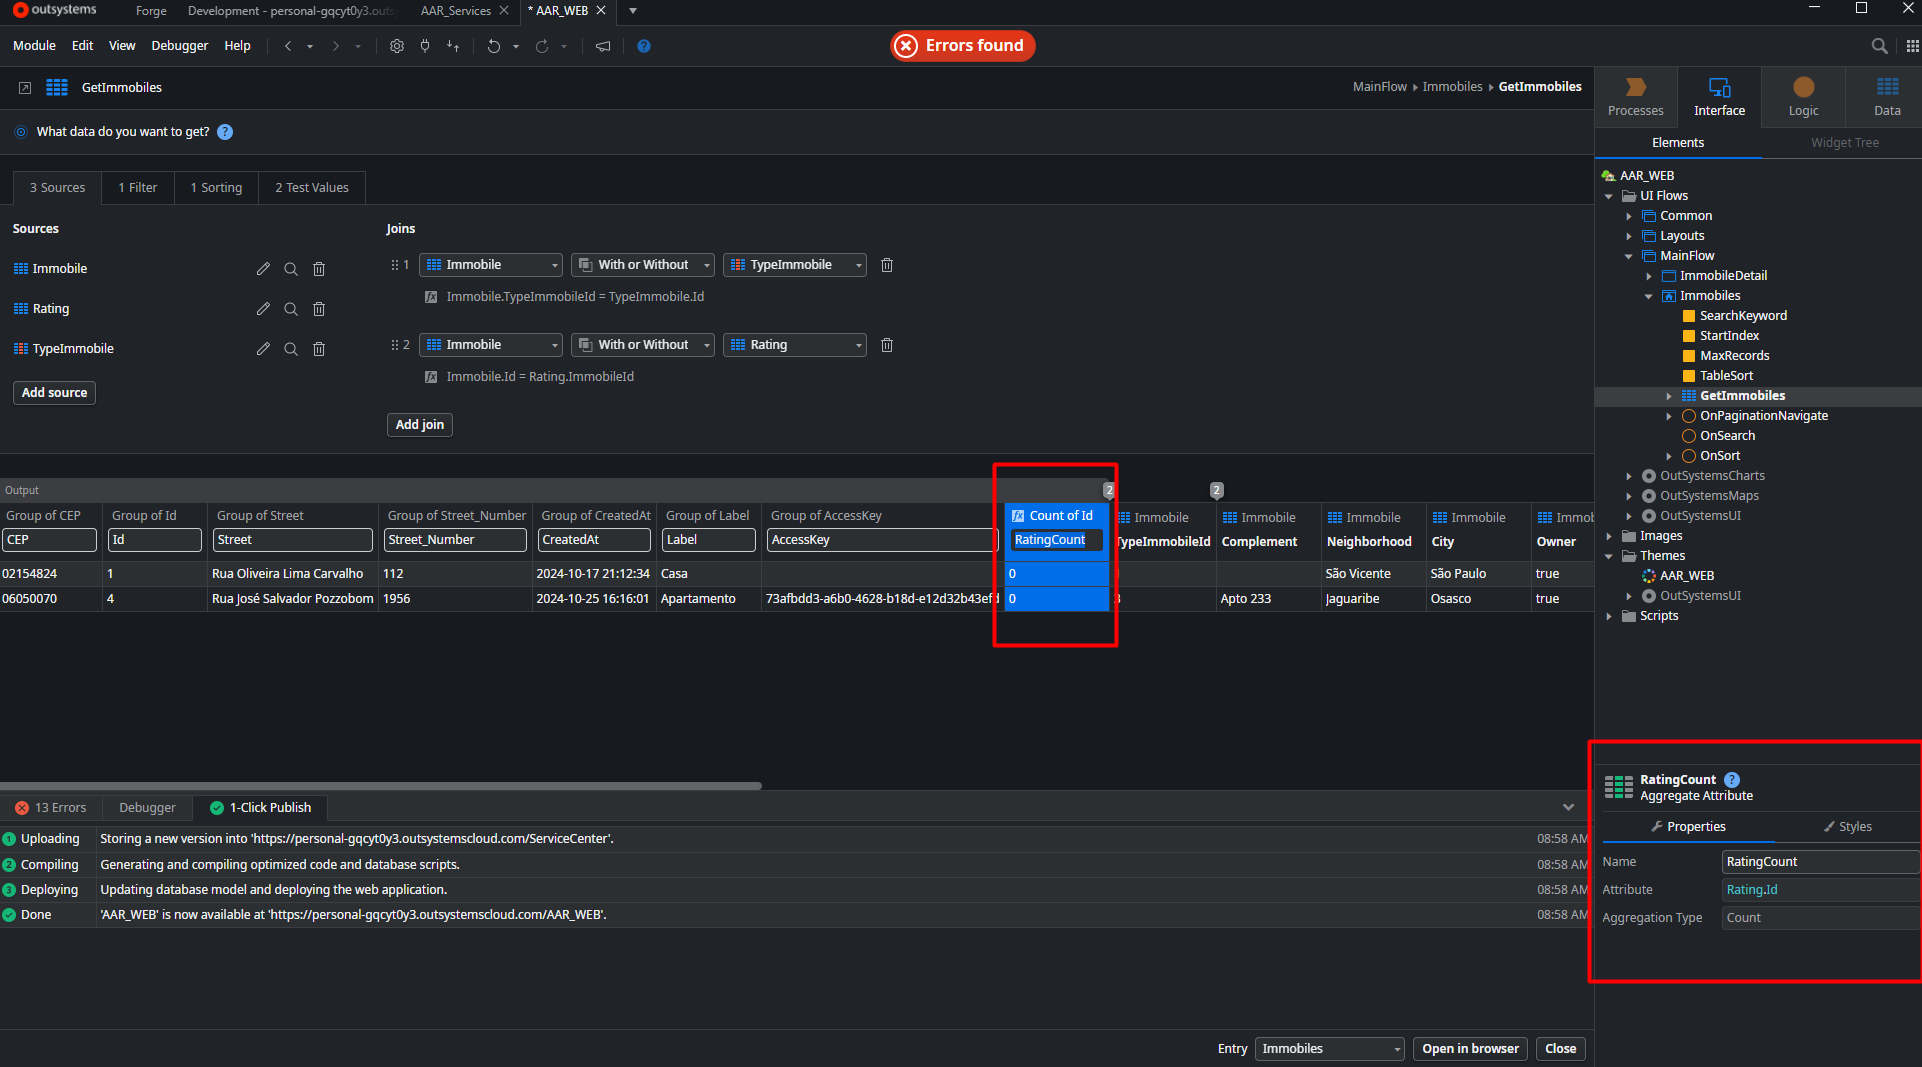 outsystems Forge Development - personal-gqcyt0y3.outs AAR_Services * AAR_WEB
Module Edit View Debugger Help
Errors found
GetImmobiles
MainFlow Immobiles GetImmobiles
What data do you want to get? ?
3 Sources 1 Filter 1 Sorting 2 Test Values
Sources
Immobile
Rating
TypeImmobile
Add source
Joins
1 Immobile With or Without TypeImmobile
fx Immobile.TypeImmobileId = TypeImmobile.Id
2 Immobile With or Without Rating
fx Immobile.Id = Rating.ImmobileId
Add join
Output 2 2
Group of CEP Group of Id Group of Street Group of Street_Number Group of CreatedAt Group of Label Group of AccessKey fx Count of Id Immobile Immobile Immobile Immobile Immob
CEP Id Street Street_Number CreatedAt Label AccessKey RatingCount TypeImmobileId Complement Neighborhood City Owner
02154824 1 Rua Oliveira Lima Carvalho 112 2024-10-17 21:12:34 Casa 0 São Vicente São Paulo true
06050070 4 Rua José Salvador Pozzobom 1956 2024-10-25 16:16:01 Apartamento 73afbdd3-a6b0-4628-b18d-e12d32b43efd 0 3 Apto 233 Jaguaribe Osasco true
13 Errors Debugger 1-Click Publish
1 Uploading Storing a new version into 'https://personal-gqcyt0y3.outsystemscloud.com/ServiceCenter'. 08:58 AM
2 Compiling Generating and compiling optimized code and database scripts. 08:58 AM
3 Deploying Updating database model and deploying the web application. 08:58 AM
Done 'AAR_WEB' is now available at 'https://personal-gqcyt0y3.outsystemscloud.com/AAR_WEB'. 08:58 AM
Entry Immobiles Open in browser Close
Processes Interface Logic Data
Elements Widget Tree
AAR_WEB
UI Flows
Common
Layouts
MainFlow
ImmobileDetail
Immobiles
SearchKeyword
StartIndex
MaxRecords
TableSort
GetImmobiles
OnPaginationNavigate
OnSearch
OnSort
OutSystemsCharts
OutSystemsMaps
OutSystemsUI
Images
Themes
AAR_WEB
OutSystemsUI
Scripts
RatingCount ?
Aggregate Attribute
Properties Styles
Name RatingCount
Attribute Rating.Id
Aggregation Type Count